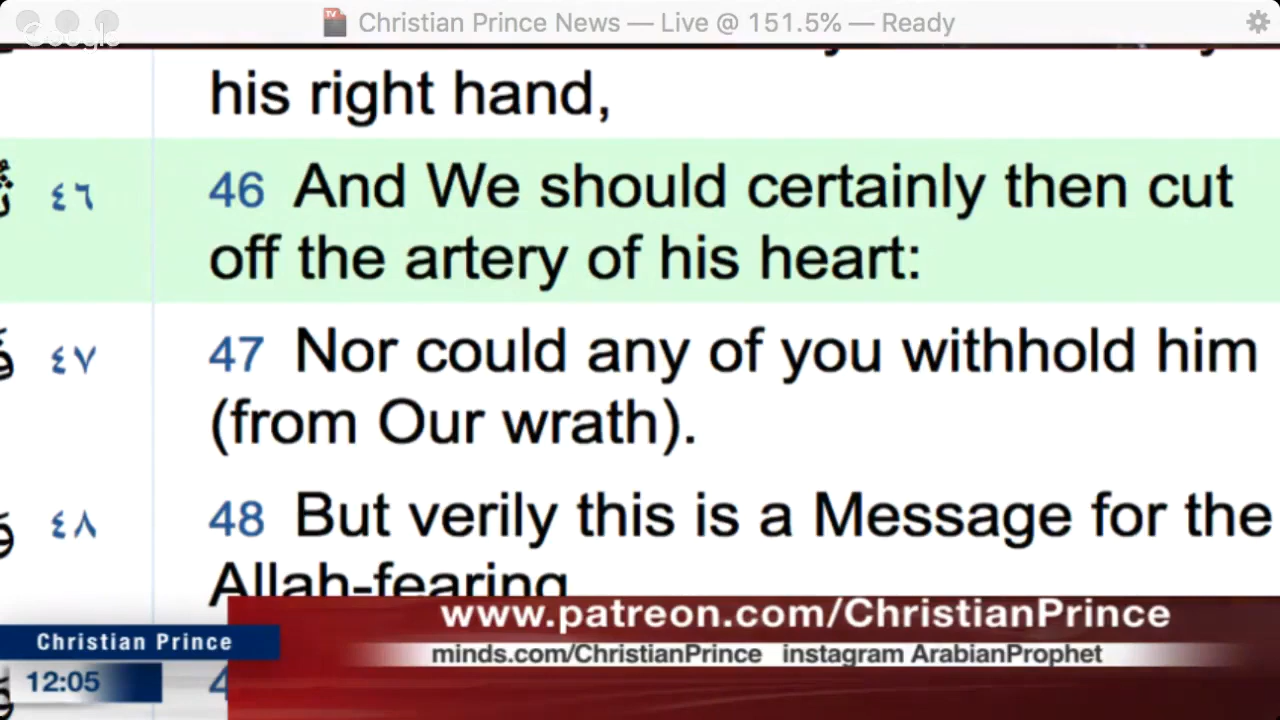 Christian Prince News — Live @ 151.5% — Ready
Google
his right hand,
٤٦ 46 And We should certainly then cut
off the artery of his heart:
٤٧ 47 Nor could any of you withhold him
(from Our wrath).
٤٨ 48 But verily this is a Message for the
Allah-fearing
www.patreon.com/ChristianPrince
Christian Prince
minds.com/ChristianPrince instagram ArabianProphet
12:05